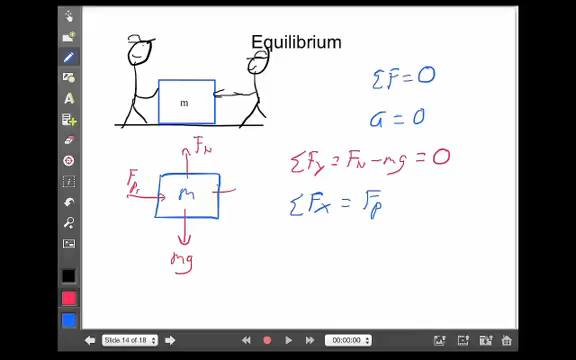 Equilibrium
m
ΣF = 0
a = 0
F_N
ΣF_y = F_N - mg = 0
F_P1
m
ΣF_x = F_P
mg
Slide 14 of 18
00:00:00